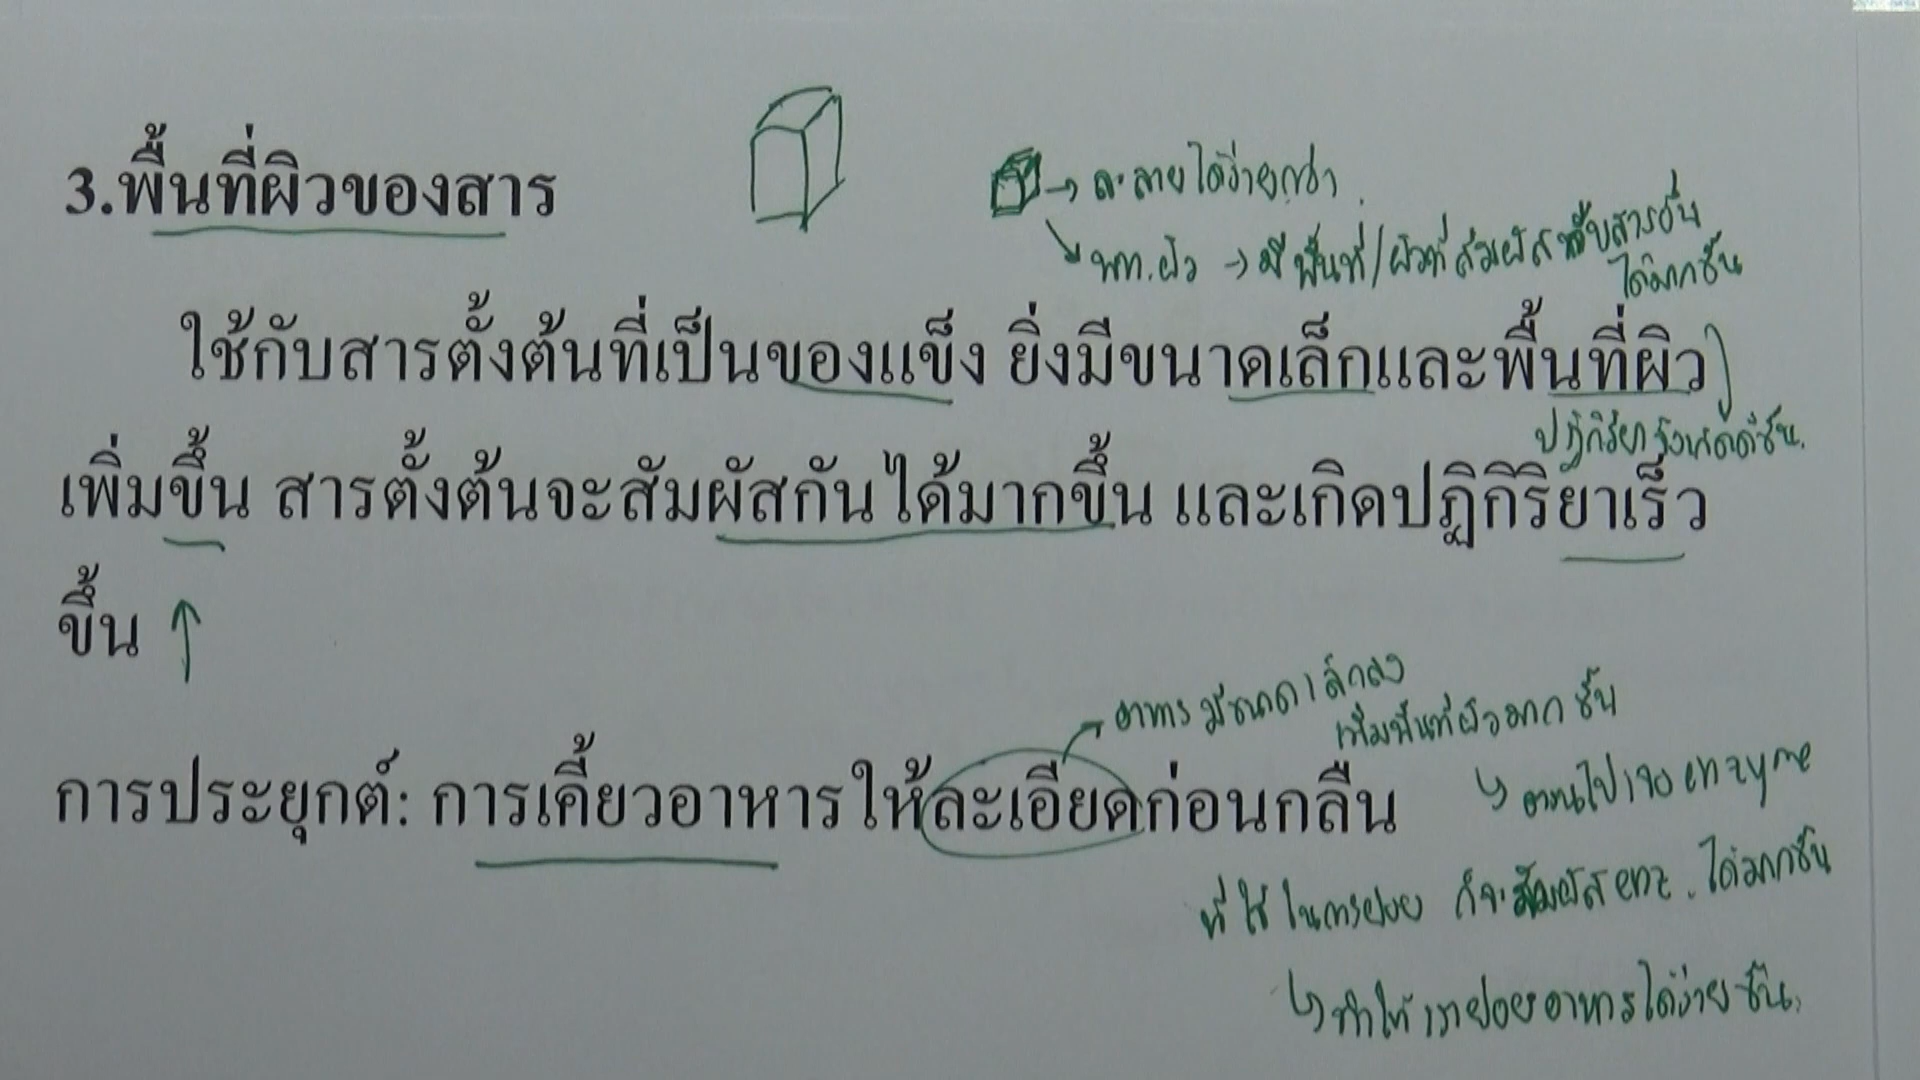 3.พื้นที่ผิวของสาร
→ ละลายได้ง่ายกว่า
พท.ผิว → มีพื้นที่/ผิวที่สัมผัสกับสารอื่น
ได้มากขึ้น
ใช้กับสารตั้งต้นที่เป็นของแข็ง ยิ่งมีขนาดเล็กและพื้นที่ผิว
ปฏิกิริยาจึงเกิดดีขึ้น.
เพิ่มขึ้น สารตั้งต้นจะสัมผัสกันได้มากขึ้น และเกิดปฏิกิริยาเร็ว
ขึ้น ↑
อาหารมีขนาดเล็กลง
เพิ่มพื้นที่ผิวมากขึ้น
การประยุกต์: การเคี้ยวอาหารให้ละเอียดก่อนกลืน
enzyme
ที่ใช้ในการย่อย ก็จะสัมผัส enz. ได้มากขึ้น
ทำให้เราย่อยอาหารได้ง่ายขึ้น.